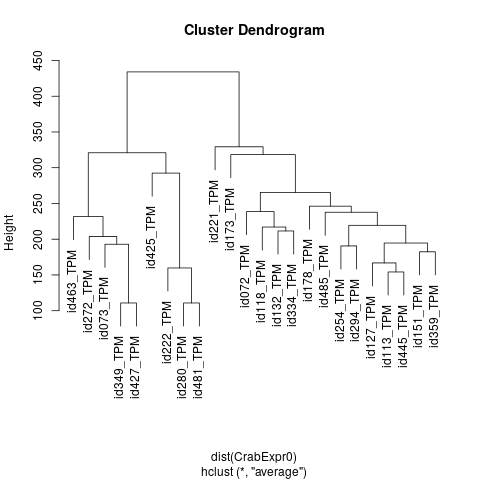 Cluster Dendrogram
Height
450
400
350
300
250
200
150
100
id463_TPM
id272_TPM
id073_TPM
id349_TPM
id427_TPM
id425_TPM
id222_TPM
id280_TPM
id481_TPM
id221_TPM
id173_TPM
id072_TPM
id118_TPM
id132_TPM
id334_TPM
id178_TPM
id485_TPM
id254_TPM
id294_TPM
id127_TPM
id113_TPM
id445_TPM
id151_TPM
id359_TPM
dist(CrabExpr0)
hclust (*, "average")